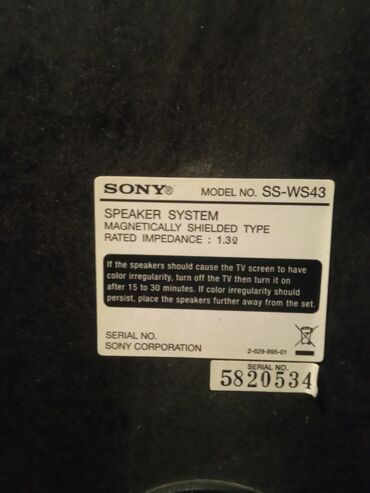 SONY® MODEL NO. SS-WS43
SPEAKER SYSTEM
MAGNETICALLY SHIELDED TYPE
RATED IMPEDANCE : 1.3Ω
If the speakers should cause the TV screen to have
color irregularity, turn off the TV then turn it on
after 15 to 30 minutes. If color irregularity should
persist, place the speakers further away from the set.
SERIAL NO.
SONY CORPORATION
2-629-995-01
SERIAL NO.
5820534